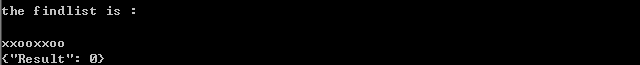 the findlist is :
xxooxxoo
{"Result": 0}